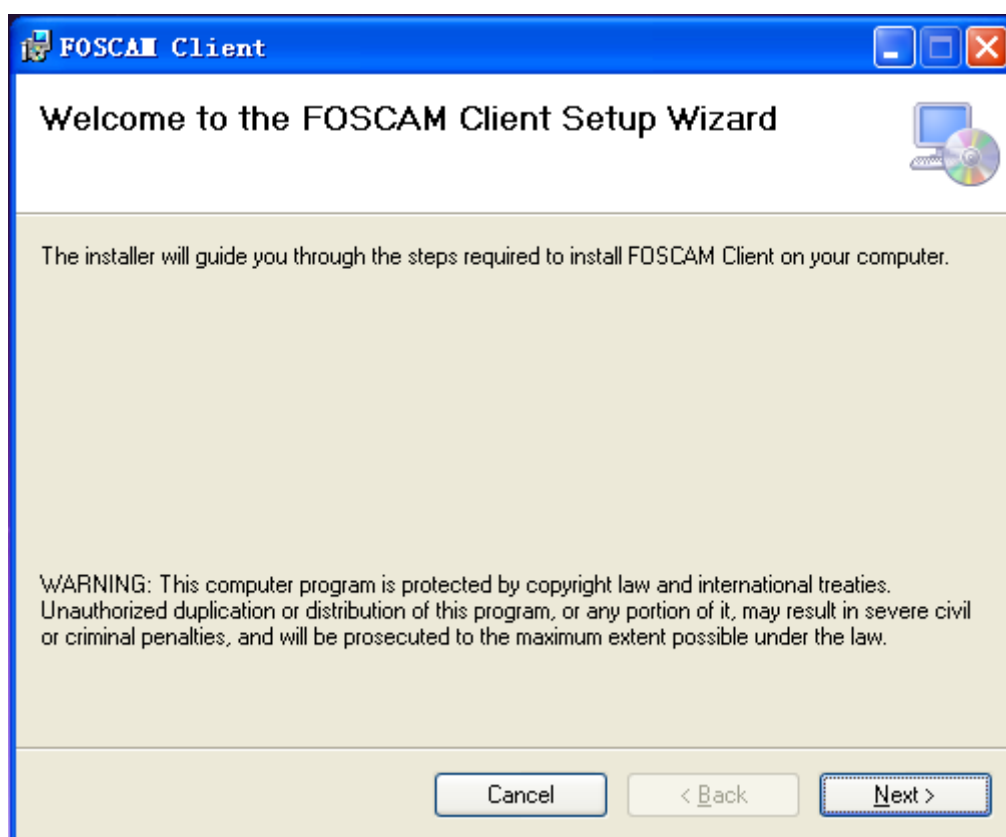 FOSCAM Client
Welcome to the FOSCAM Client Setup Wizard
The installer will guide you through the steps required to install FOSCAM Client on your computer.
WARNING: This computer program is protected by copyright law and international treaties.
Unauthorized duplication or distribution of this program, or any portion of it, may result in severe civil
or criminal penalties, and will be prosecuted to the maximum extent possible under the law.
Cancel < Back Next >